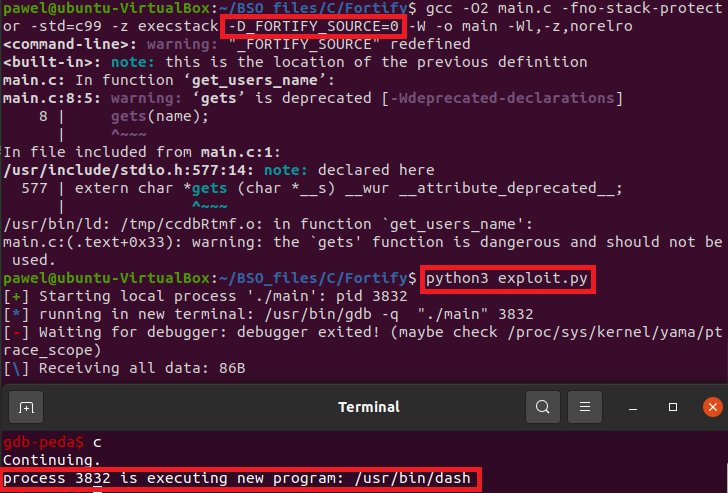 pawel@ubuntu-VirtualBox:~/BSO_files/C/Fortify$ gcc -O2 main.c -fno-stack-protect
or -std=c99 -z execstack -D_FORTIFY_SOURCE=0 -W -o main -Wl,-z,norelro
<command-line>: warning: "_FORTIFY_SOURCE" redefined
<built-in>: note: this is the location of the previous definition
main.c: In function ‘get_users_name’:
main.c:8:5: warning: ‘gets’ is deprecated [-Wdeprecated-declarations]
8 |     gets(name);
|     ^~~~
In file included from main.c:1:
/usr/include/stdio.h:577:14: note: declared here
577 | extern char *gets (char *__s) __wur __attribute_deprecated__;
|              ^~~~
/usr/bin/ld: /tmp/ccdbRtmf.o: in function `get_users_name':
main.c:(.text+0x33): warning: the `gets' function is dangerous and should not be
used.
pawel@ubuntu-VirtualBox:~/BSO_files/C/Fortify$ python3 exploit.py
[+] Starting local process './main': pid 3832
[*] running in new terminal: /usr/bin/gdb -q  "./main" 3832
[-] Waiting for debugger: debugger exited! (maybe check /proc/sys/kernel/yama/pt
race_scope)
[\] Receiving all data: 86B
Terminal
gdb-peda$ c
Continuing.
process 3832 is executing new program: /usr/bin/dash